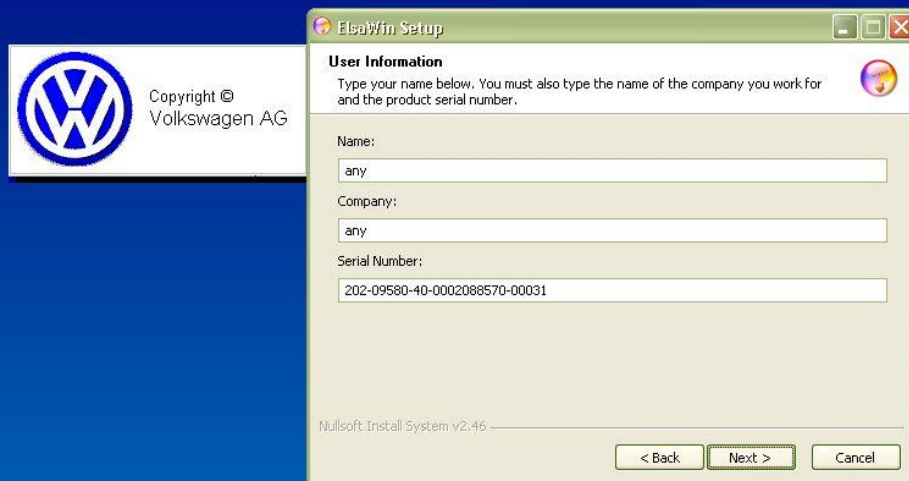 ElsaWin Setup
User Information
Type your name below. You must also type the name of the company you work for
and the product serial number.
Copyright ©
Volkswagen AG
Name:
any
Company:
any
Serial Number:
202-09580-40-0002088570-00031
Nullsoft Install System v2.46
< Back
Next >
Cancel